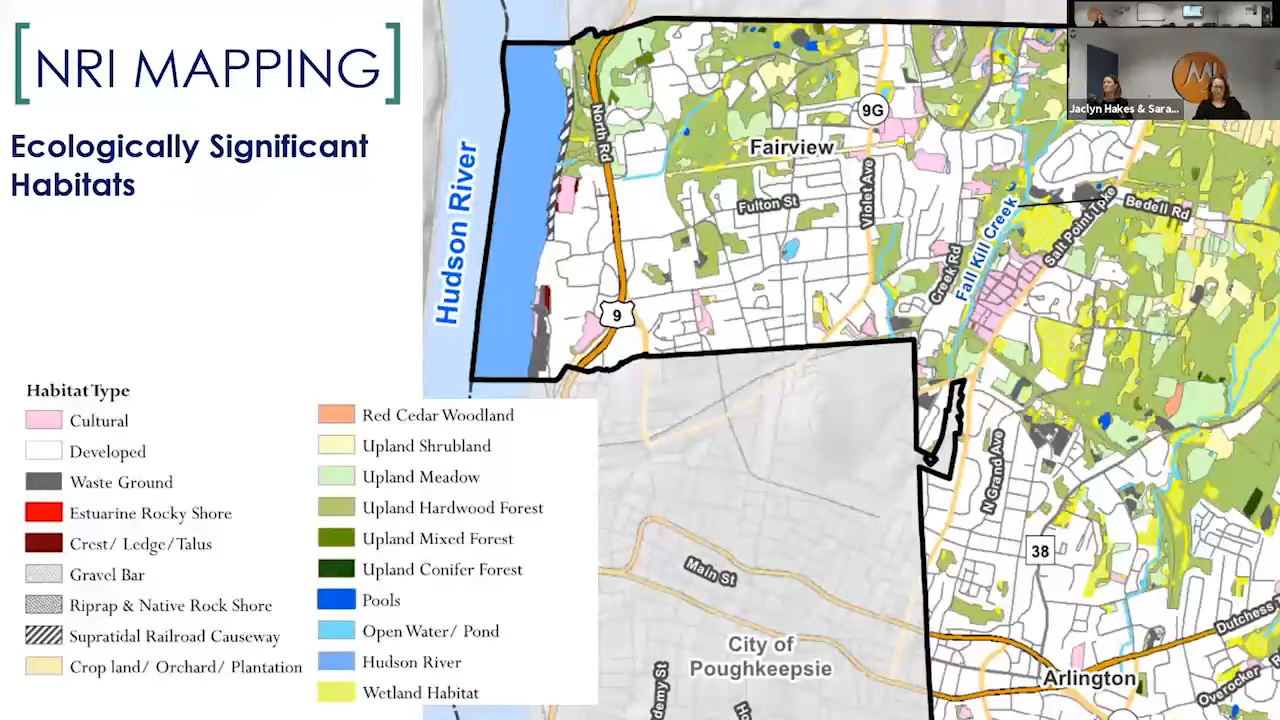 [NRI MAPPING]
Ecologically Significant
Habitats
Habitat Type
Cultural
Developed
Waste Ground
Estuarine Rocky Shore
Crest/ Ledge/Talus
Gravel Bar
Riprap & Native Rock Shore
Supratidal Railroad Causeway
Crop land/ Orchard/ Plantation
Red Cedar Woodland
Upland Shrubland
Upland Meadow
Upland Hardwood Forest
Upland Mixed Forest
Upland Conifer Forest
Pools
Open Water/ Pond
Hudson River
Wetland Habitat
Hudson River
North Rd
9
Fairview
Fulton St
9G
Violet Ave
Creek Rd
Fall Kill Creek
Salt Point Tpke
Bedell Rd
N Grand Ave
38
Main St
City of
Poughkeepsie
Arlington
Dutchess
Overocker
demy St
Ho
Jaclyn Hakes & Sara...